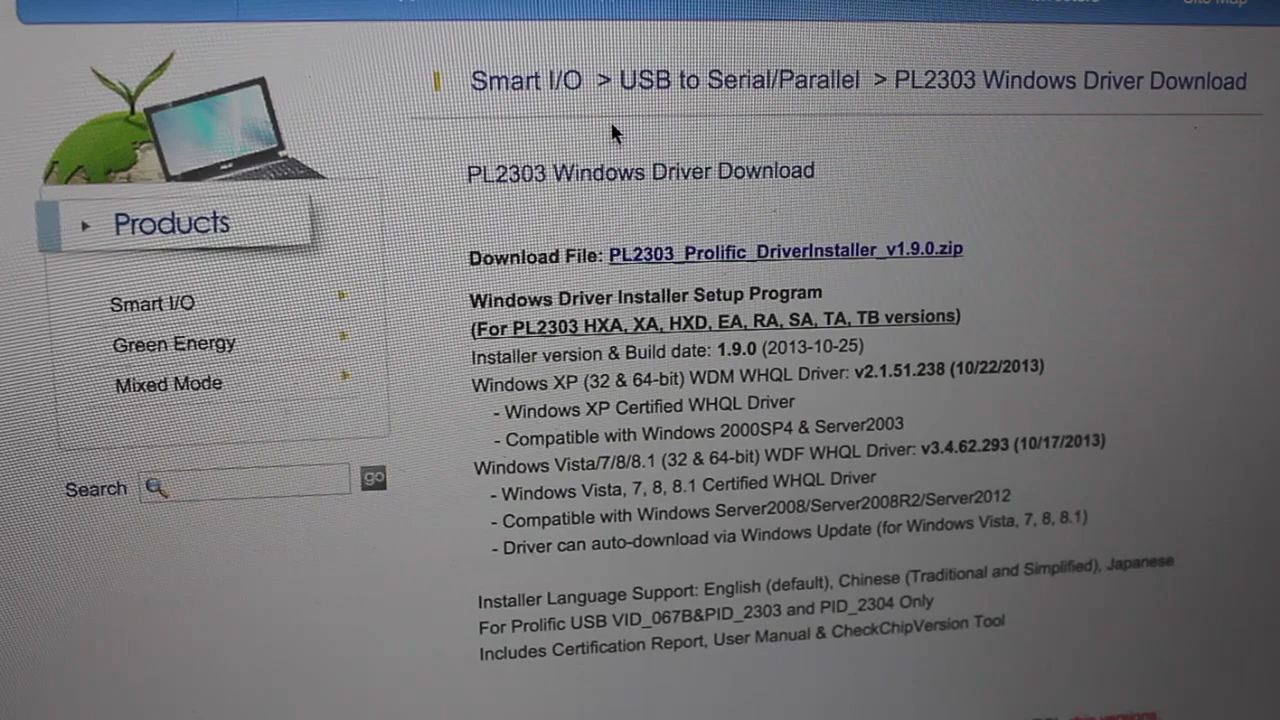 Site Map
Smart I/O > USB to Serial/Parallel > PL2303 Windows Driver Download
PL2303 Windows Driver Download
Products
Smart I/O
Green Energy
Mixed Mode
Search
go
Download File: PL2303_Prolific_DriverInstaller_v1.9.0.zip
Windows Driver Installer Setup Program
(For PL2303 HXA, XA, HXD, EA, RA, SA, TA, TB versions)
Installer version & Build date: 1.9.0 (2013-10-25)
Windows XP (32 & 64-bit) WDM WHQL Driver: v2.1.51.238 (10/22/2013)
- Windows XP Certified WHQL Driver
- Compatible with Windows 2000SP4 & Server2003
Windows Vista/7/8/8.1 (32 & 64-bit) WDF WHQL Driver: v3.4.62.293 (10/17/2013)
- Windows Vista, 7, 8, 8.1 Certified WHQL Driver
- Compatible with Windows Server2008/Server2008R2/Server2012
- Driver can auto-download via Windows Update (for Windows Vista, 7, 8, 8.1)
Installer Language Support: English (default), Chinese (Traditional and Simplified), Japanese
For Prolific USB VID_067B&PID_2303 and PID_2304 Only
Includes Certification Report, User Manual & CheckChipVersion Tool